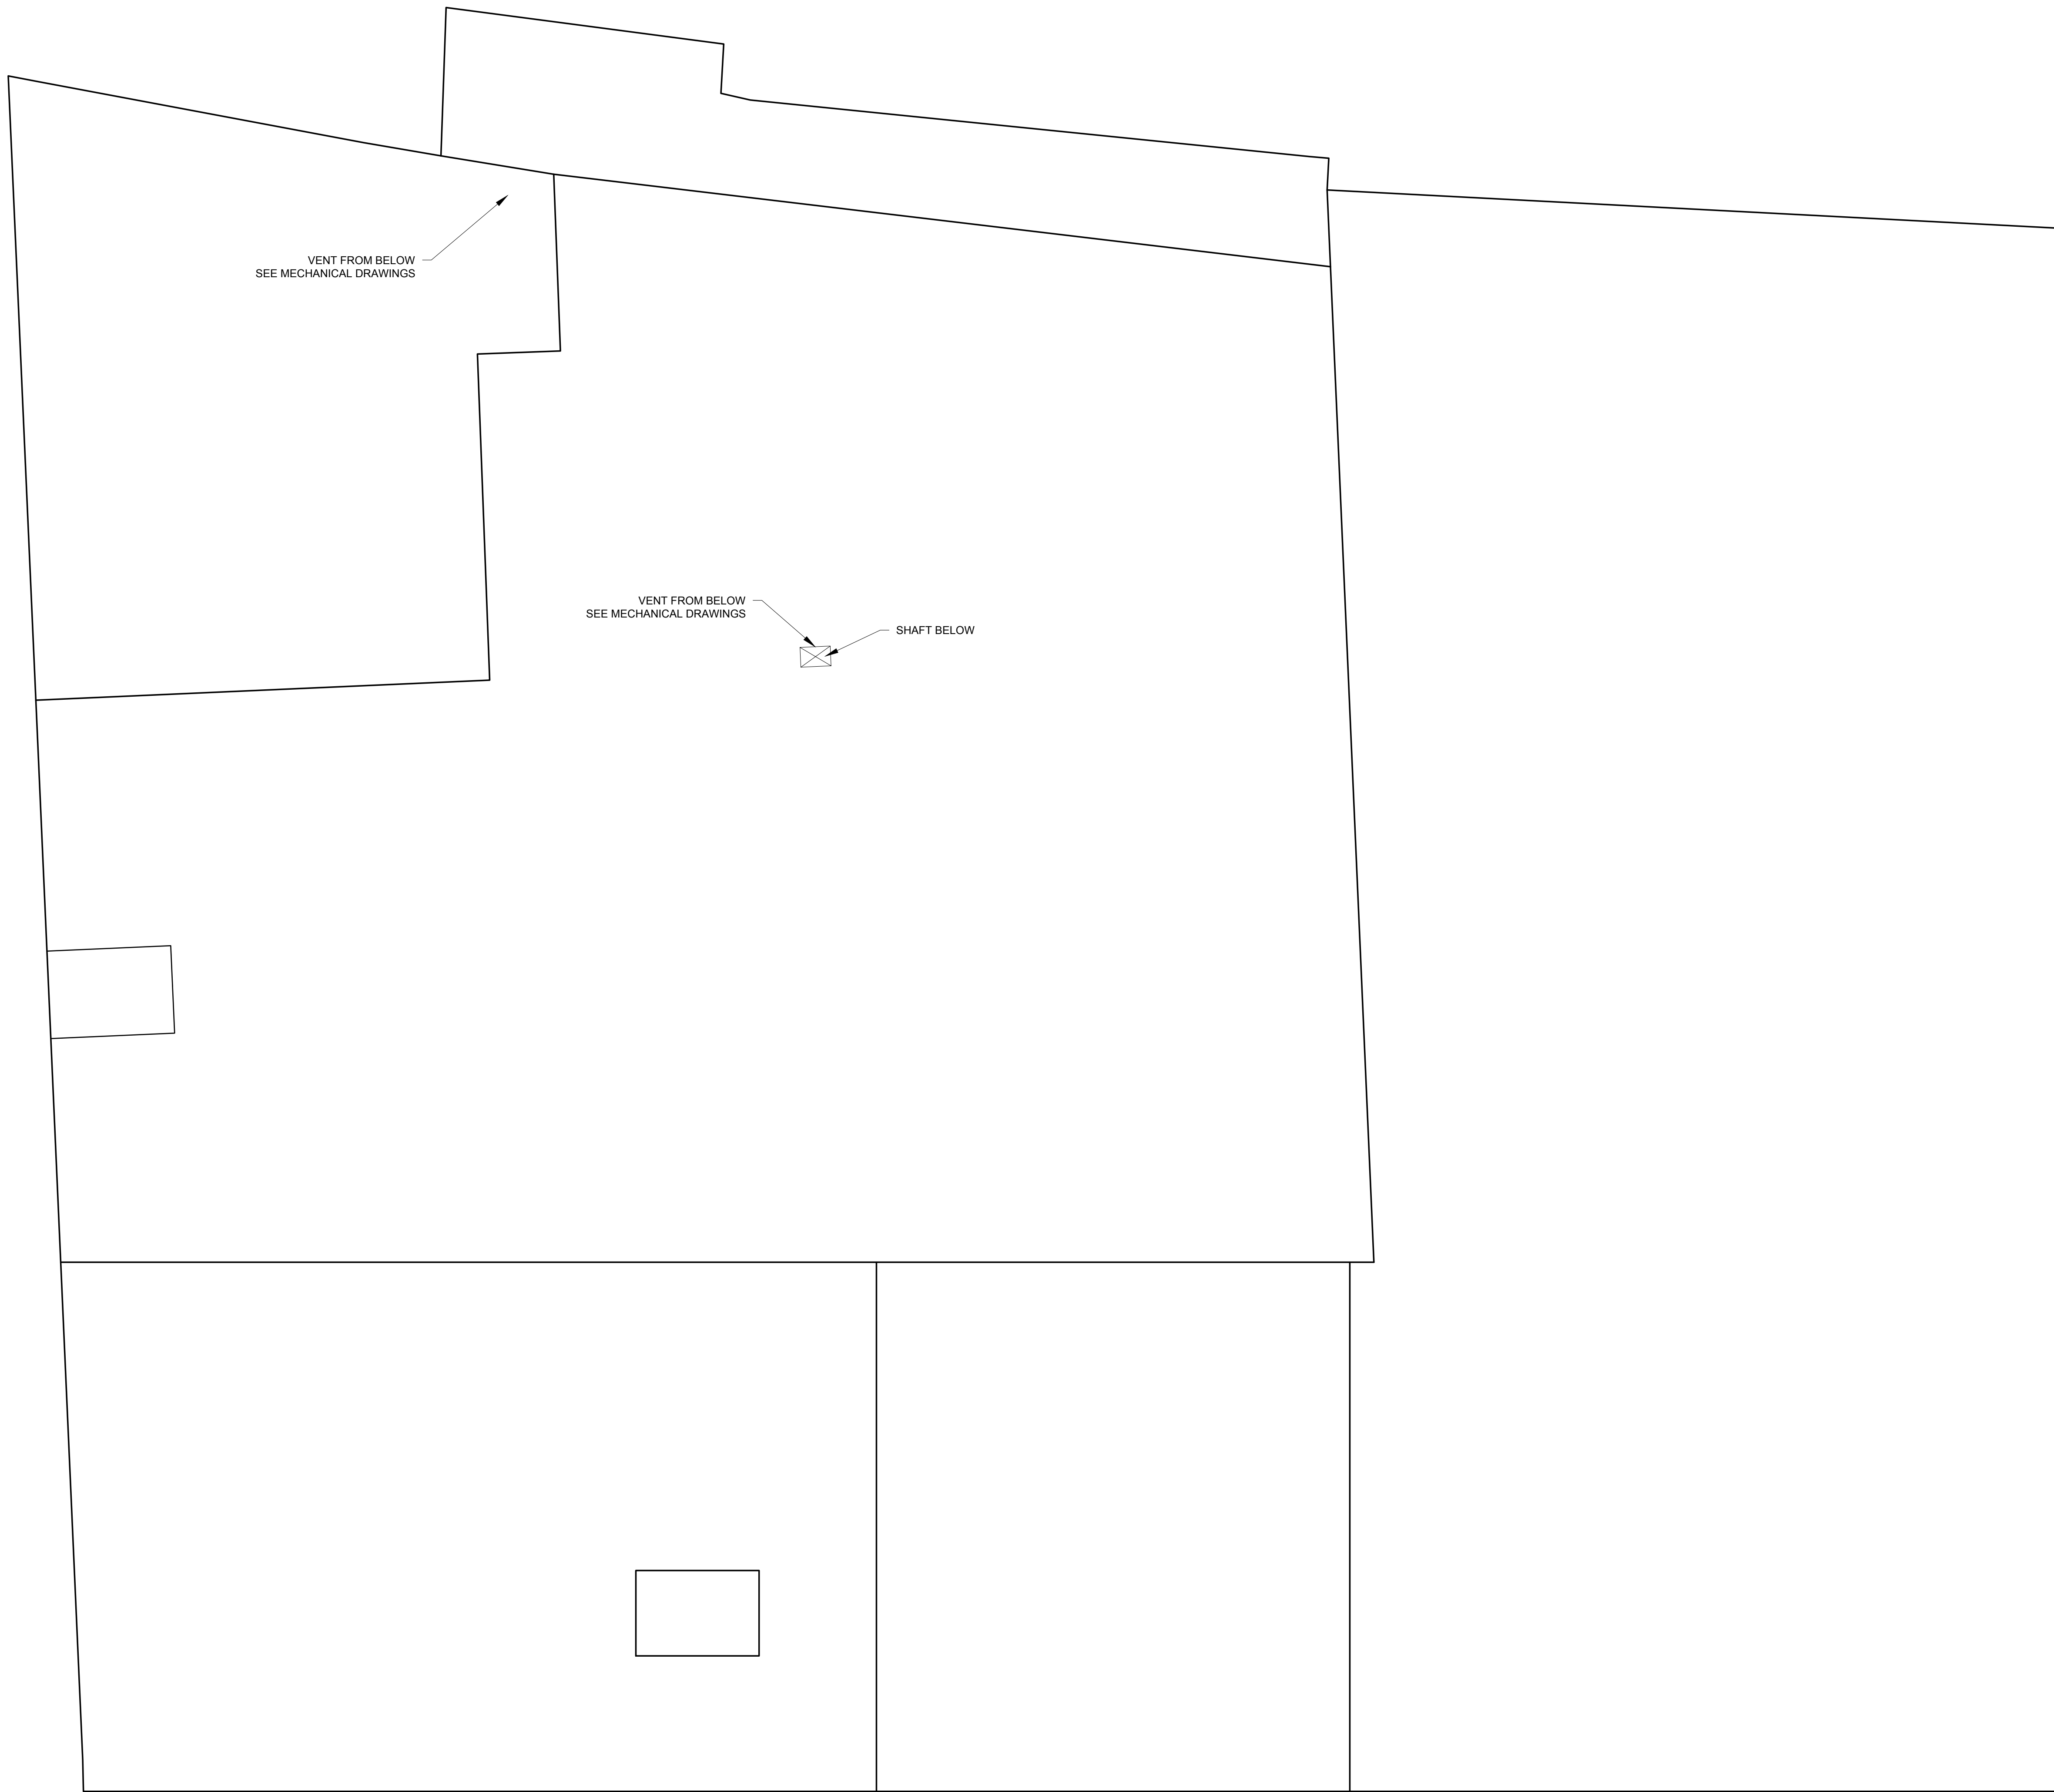 VENT FROM BELOW
SEE MECHANICAL DRAWINGS
VENT FROM BELOW
SEE MECHANICAL DRAWINGS
SHAFT BELOW